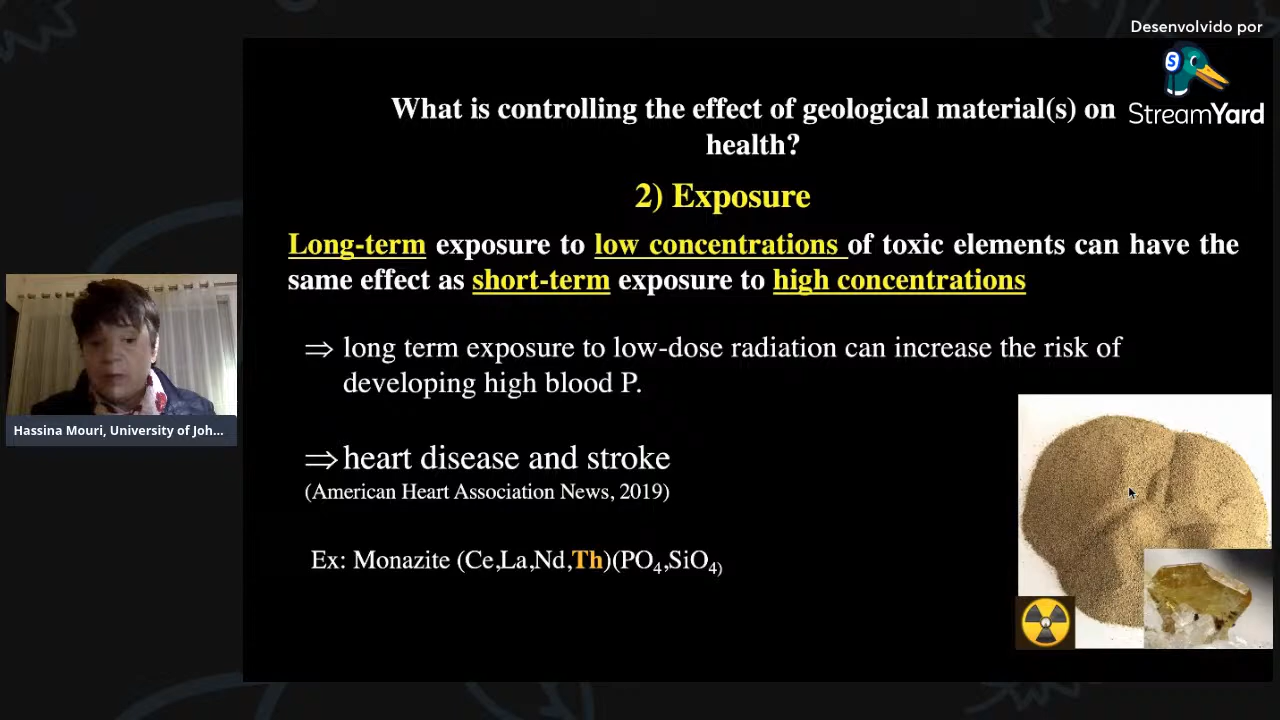 Desenvolvido por
StreamYard
What is controlling the effect of geological material(s) on
health?
2) Exposure
Long-term exposure to low concentrations of toxic elements can have the
same effect as short-term exposure to high concentrations
⇒ long term exposure to low-dose radiation can increase the risk of
developing high blood P.
⇒ heart disease and stroke
(American Heart Association News, 2019)
Ex: Monazite (Ce,La,Nd,Th)(PO₄,SiO₄)
Hassina Mouri, University of Joh...